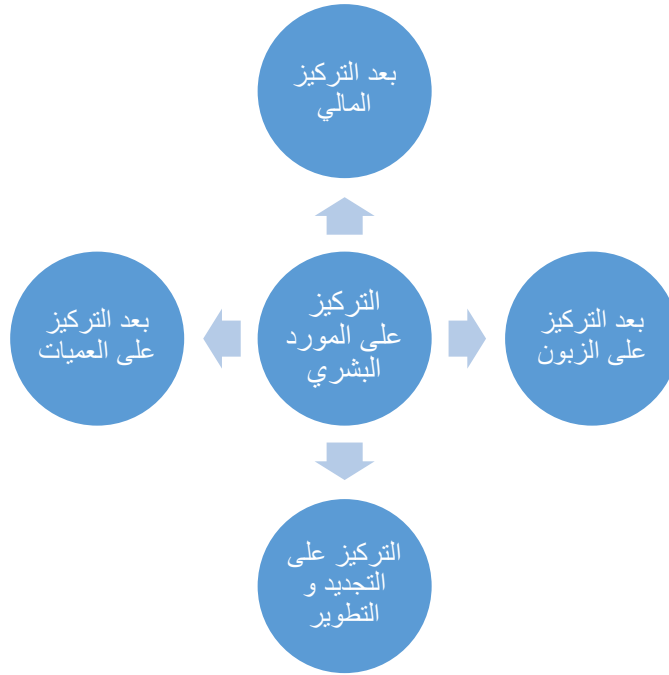 بعد التركيز
المالي
بعد التركيز
على الزبون
التركيز
على المورد
البشري
بعد التركيز
على العميات
التركيز على
التجديد و
التطوير